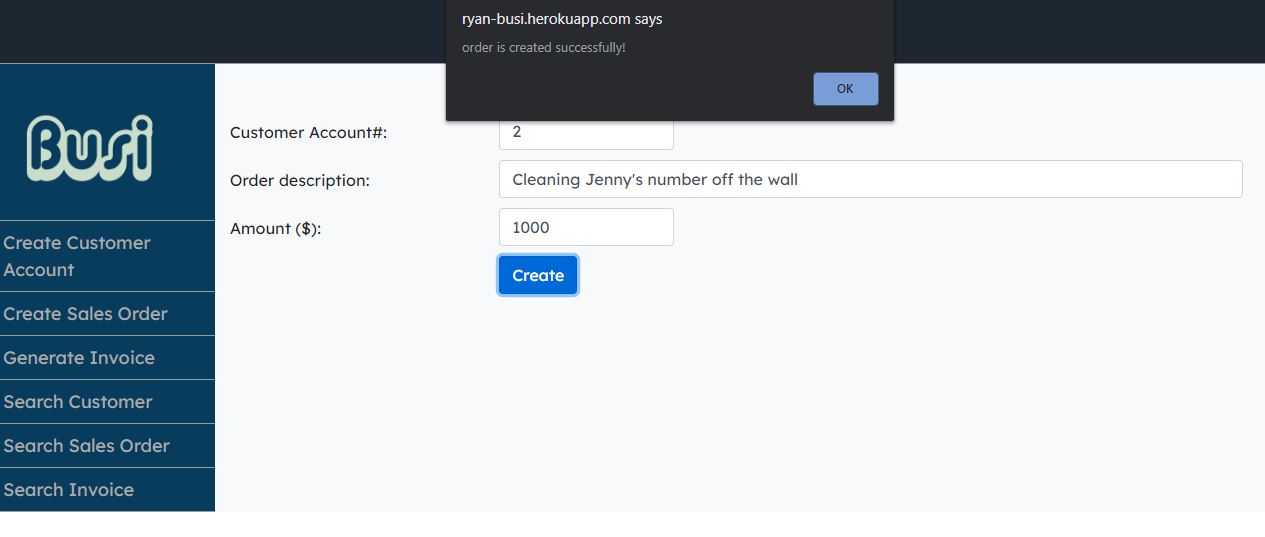 ryan-busi.herokuapp.com says
order is created successfully!
OK
Busi
Create Customer
Account
Create Sales Order
Generate Invoice
Search Customer
Search Sales Order
Search Invoice
Customer Account#: 2
Order description: Cleaning Jenny's number off the wall
Amount ($): 1000
Create